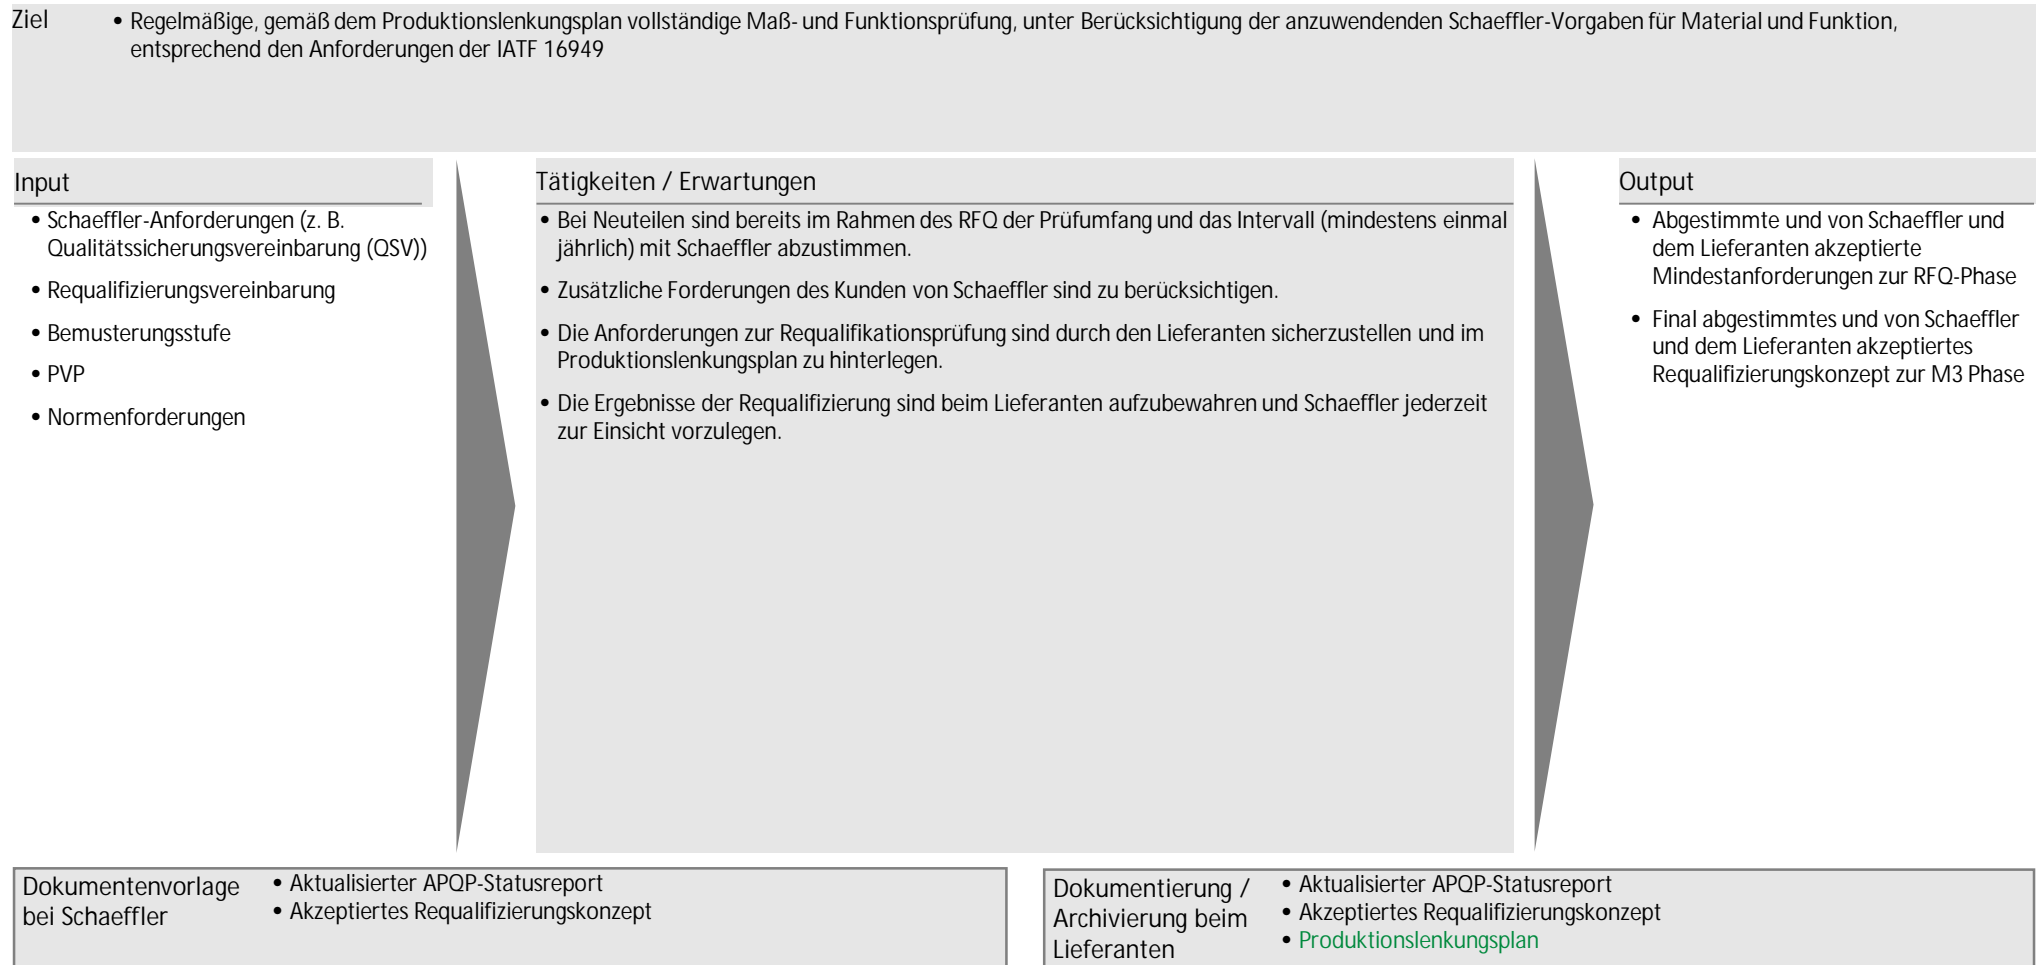 Ziel
• Regelmäßige, gemäß dem Produktionslenkungsplan vollständige Maß- und Funktionsprüfung, unter Berücksichtigung der anzuwendenden Schaeffler-Vorgaben für Material und Funktion,
entsprechend den Anforderungen der IATF 16949
Input
• Schaeffler-Anforderungen (z. B.
Qualitätssicherungsvereinbarung (QSV))
• Requalifizierungsvereinbarung
• Bemusterungsstufe
• PVP
• Normenforderungen
Tätigkeiten / Erwartungen
• Bei Neuteilen sind bereits im Rahmen des RFQ der Prüfumfang und das Intervall (mindestens einmal
jährlich) mit Schaeffler abzustimmen.
• Zusätzliche Forderungen des Kunden von Schaeffler sind zu berücksichtigen.
• Die Anforderungen zur Requalifikationsprüfung sind durch den Lieferanten sicherzustellen und im
Produktionslenkungsplan zu hinterlegen.
• Die Ergebnisse der Requalifizierung sind beim Lieferanten aufzubewahren und Schaeffler jederzeit
zur Einsicht vorzulegen.
Output
• Abgestimmte und von Schaeffler und
dem Lieferanten akzeptierte
Mindestanforderungen zur RFQ-Phase
• Final abgestimmtes und von Schaeffler
und dem Lieferanten akzeptiertes
Requalifizierungskonzept zur M3 Phase
Dokumentenvorlage
bei Schaeffler
• Aktualisierter APQP-Statusreport
• Akzeptiertes Requalifizierungskonzept
Dokumentierung /
Archivierung beim
Lieferanten
• Aktualisierter APQP-Statusreport
• Akzeptiertes Requalifizierungskonzept
• Produktionslenkungsplan